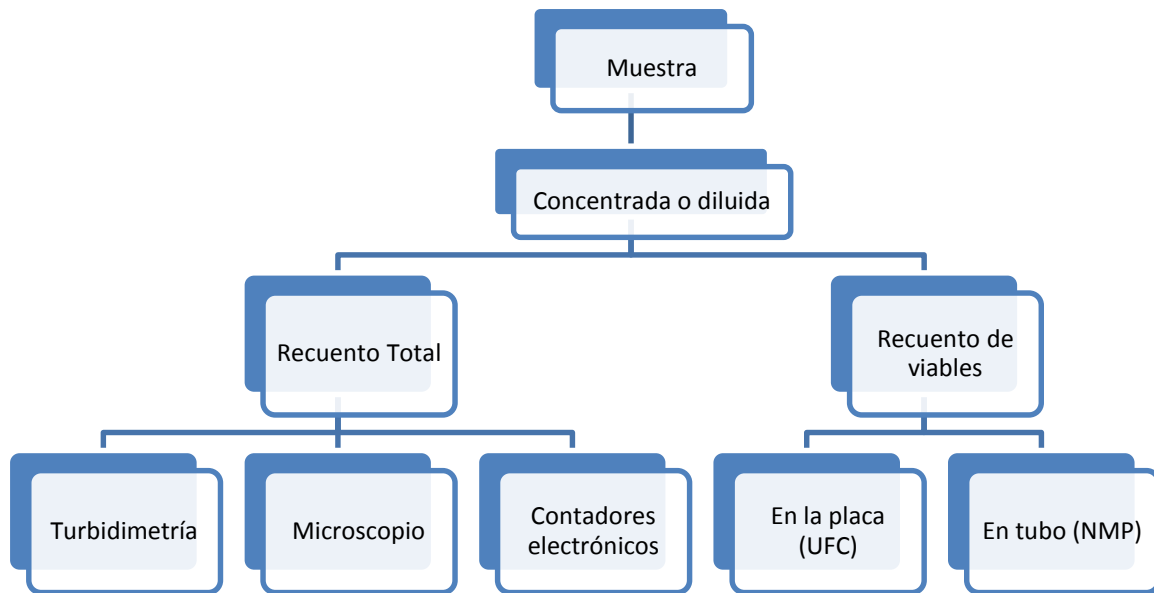 Muestra
Concentrada o diluida
Recuento Total
Recuento de
viables
Turbidimetría
Microscopio
Contadores
electrónicos
En la placa
(UFC)
En tubo (NMP)